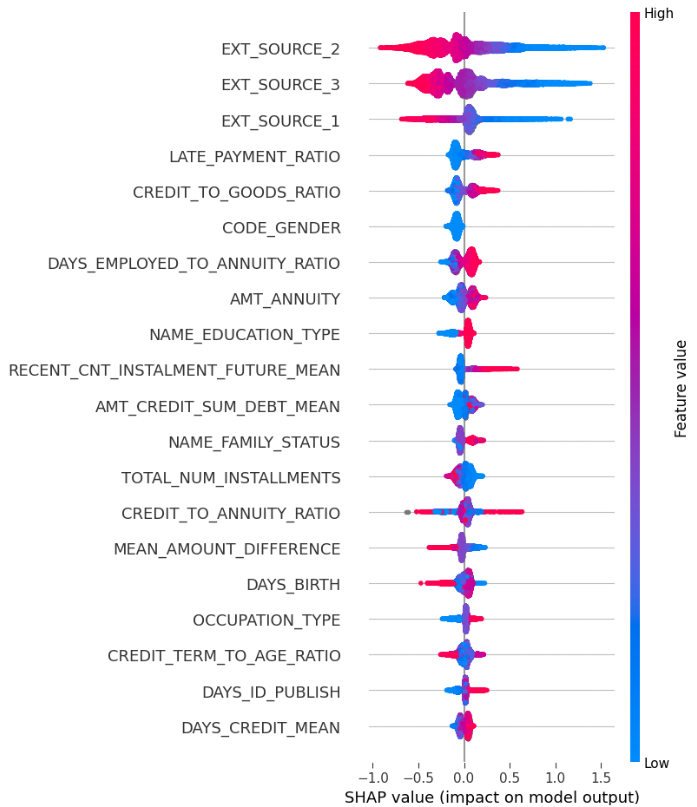 High
EXT_SOURCE_2
EXT_SOURCE_3
EXT_SOURCE_1
LATE_PAYMENT_RATIO
CREDIT_TO_GOODS_RATIO
CODE_GENDER
DAYS_EMPLOYED_TO_ANNUITY_RATIO
AMT_ANNUITY
NAME_EDUCATION_TYPE
RECENT_CNT_INSTALMENT_FUTURE_MEAN
AMT_CREDIT_SUM_DEBT_MEAN
NAME_FAMILY_STATUS
TOTAL_NUM_INSTALLMENTS
CREDIT_TO_ANNUITY_RATIO
MEAN_AMOUNT_DIFFERENCE
DAYS_BIRTH
OCCUPATION_TYPE
CREDIT_TERM_TO_AGE_RATIO
DAYS_ID_PUBLISH
DAYS_CREDIT_MEAN
Feature value
Low
−1.0 −0.5 0.0 0.5 1.0 1.5
SHAP value (impact on model output)